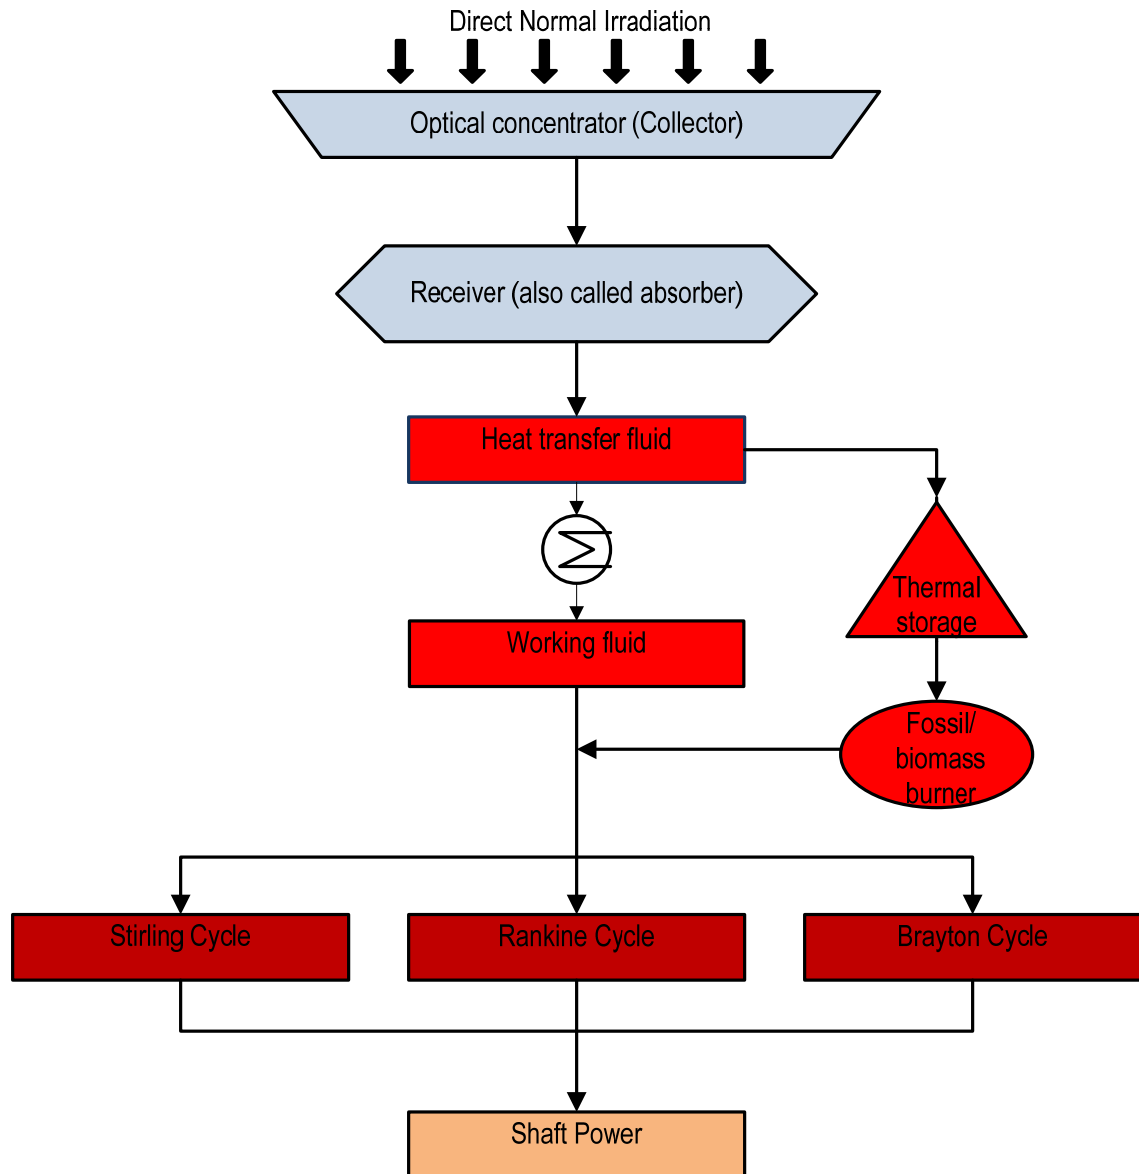 Direct Normal Irradiation
Optical concentrator (Collector)
Receiver (also called absorber)
Heat transfer fluid
Thermal
storage
Working fluid
Fossil/
biomass
burner
Stirling Cycle
Rankine Cycle
Brayton Cycle
Shaft Power